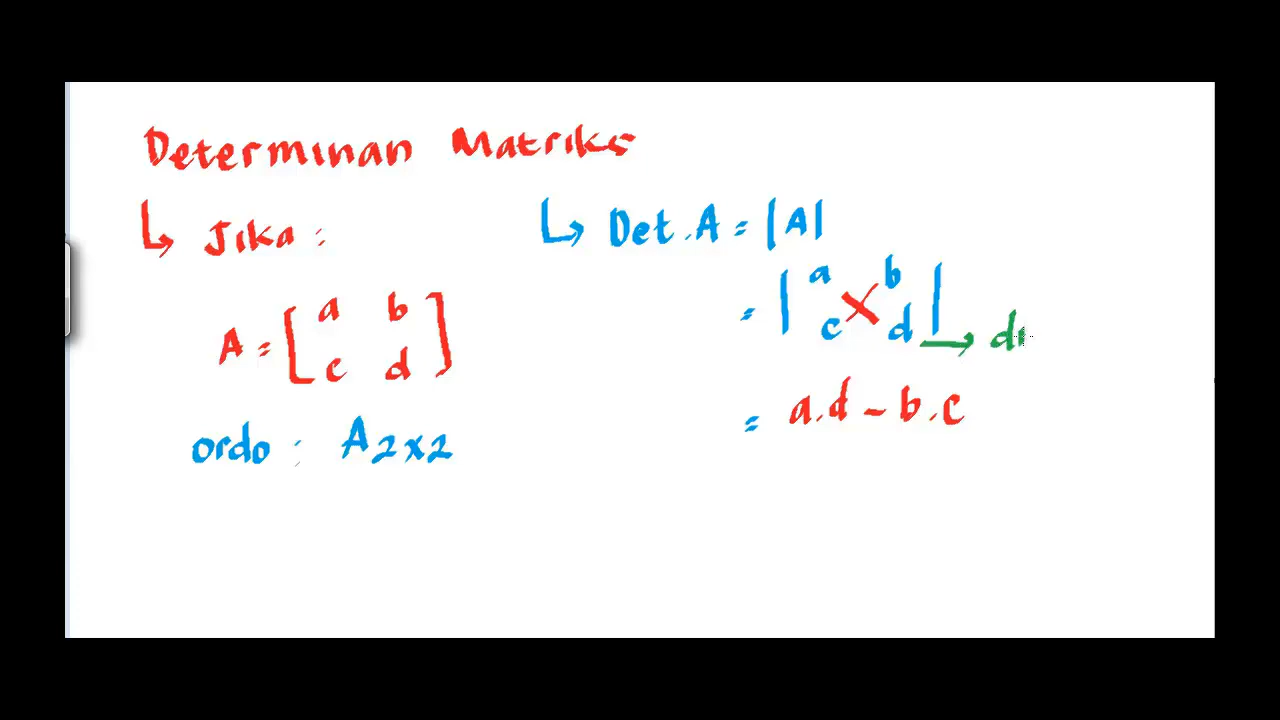 Determinan Matriks
↳ Jika :
A = [ a b
c d ]
ordo : A2x2
↳ Det.A = |A|
= | a b
c d | → 
= a.d - b.c